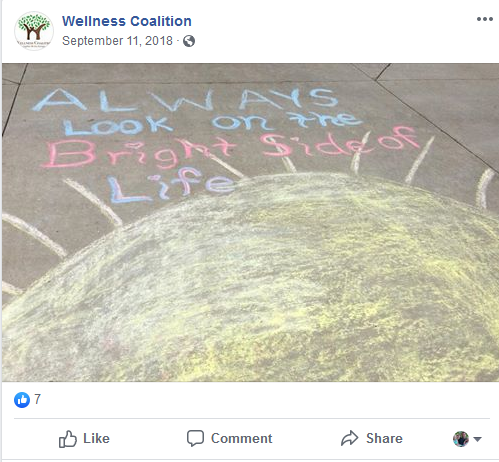 Wellness Coalition
September 11, 2018 ·
ALWAYS
LOOK on the
Bright Side of
Life
7
Like
Comment
Share